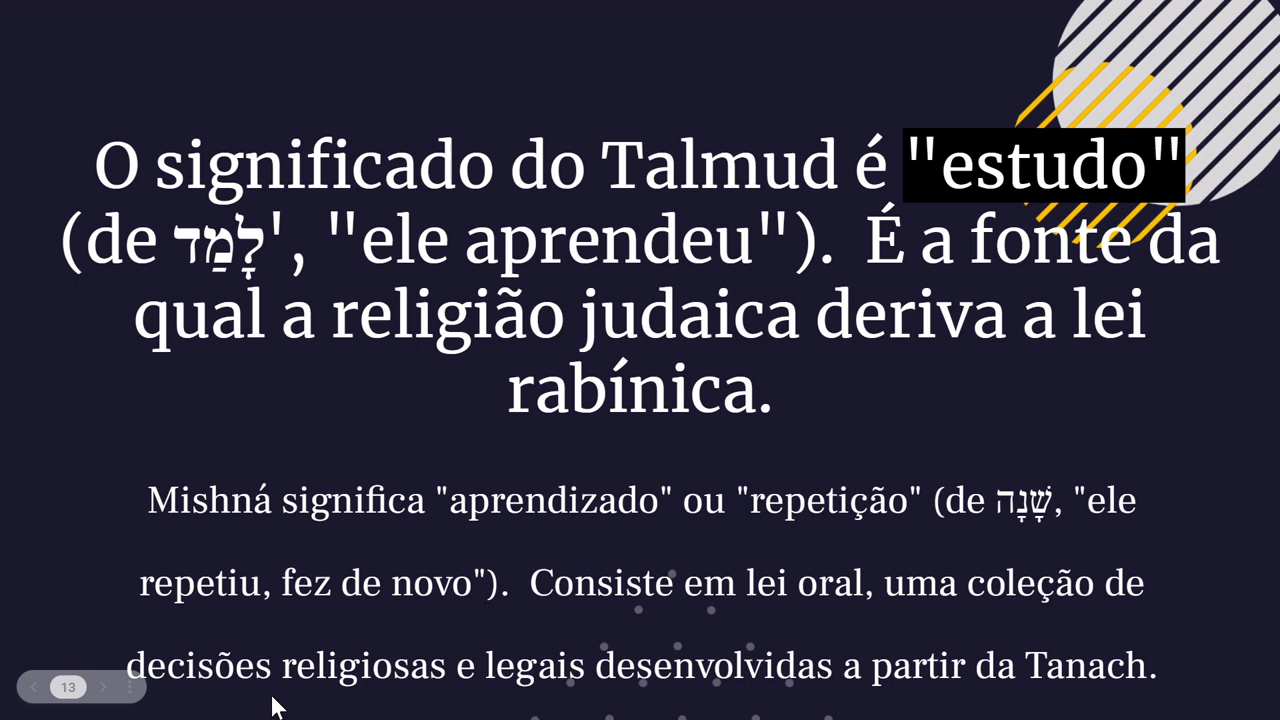 O significado do Talmud é "estudo"
(de לָמַד', "ele aprendeu"). É a fonte da
qual a religião judaica deriva a lei
rabínica.
Mishná significa "aprendizado" ou "repetição" (de שָׁנָה, "ele
repetiu, fez de novo"). Consiste em lei oral, uma coleção de
decisões religiosas e legais desenvolvidas a partir da Tanach.
13